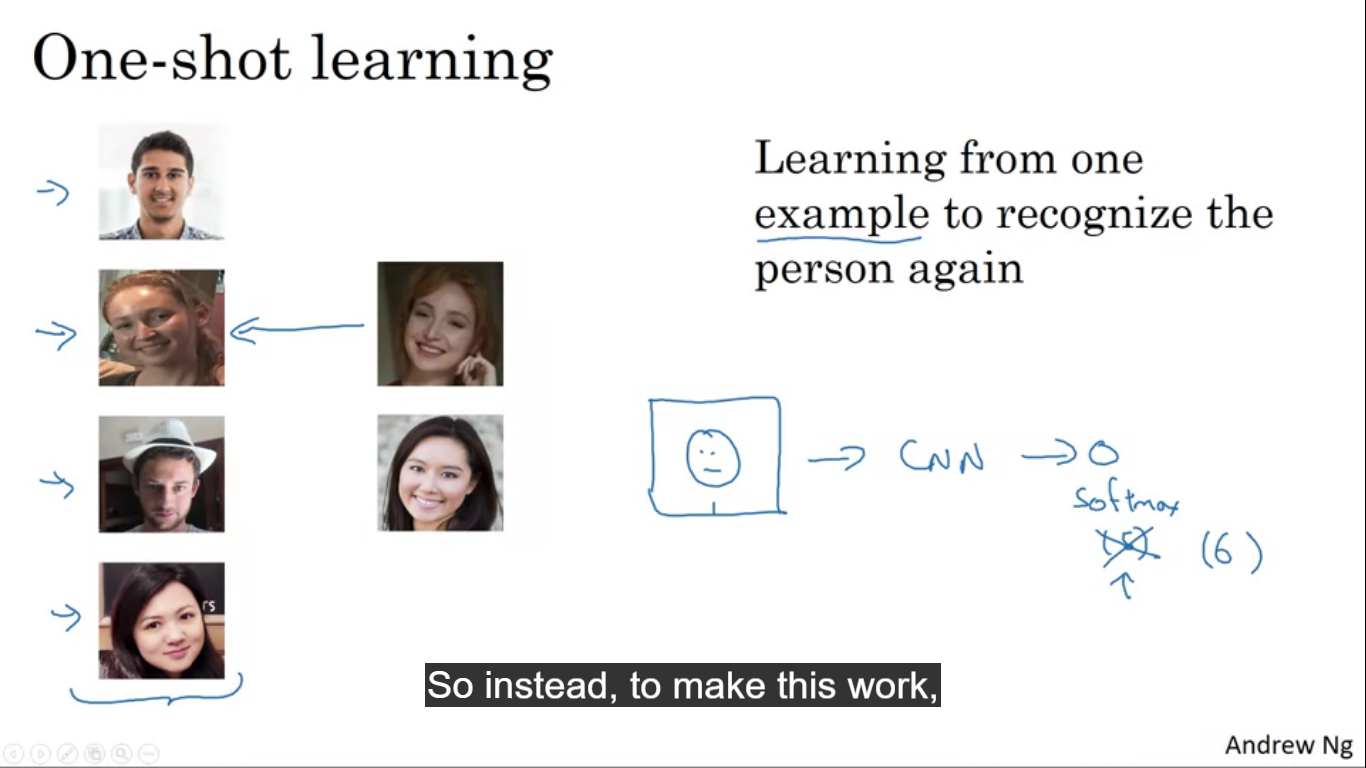 One-shot learning
Learning from one
example to recognize the
person again
CNN
Softmax
(6)
So instead, to make this work,
Andrew Ng